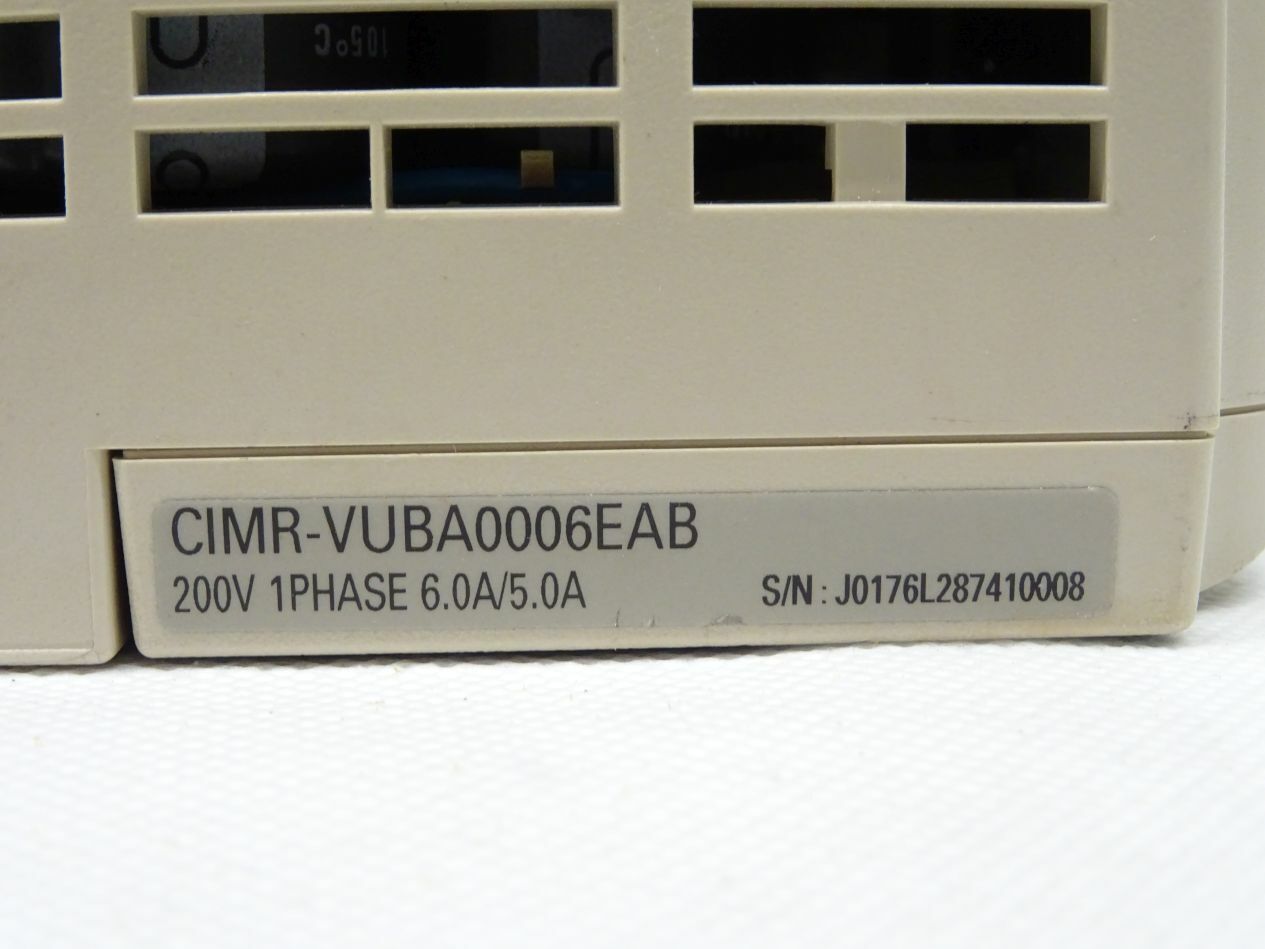 105°C
CIMR-VUBA0006EAB
200V 1PHASE 6.0A/5.0A
S/N : J0176L287410008